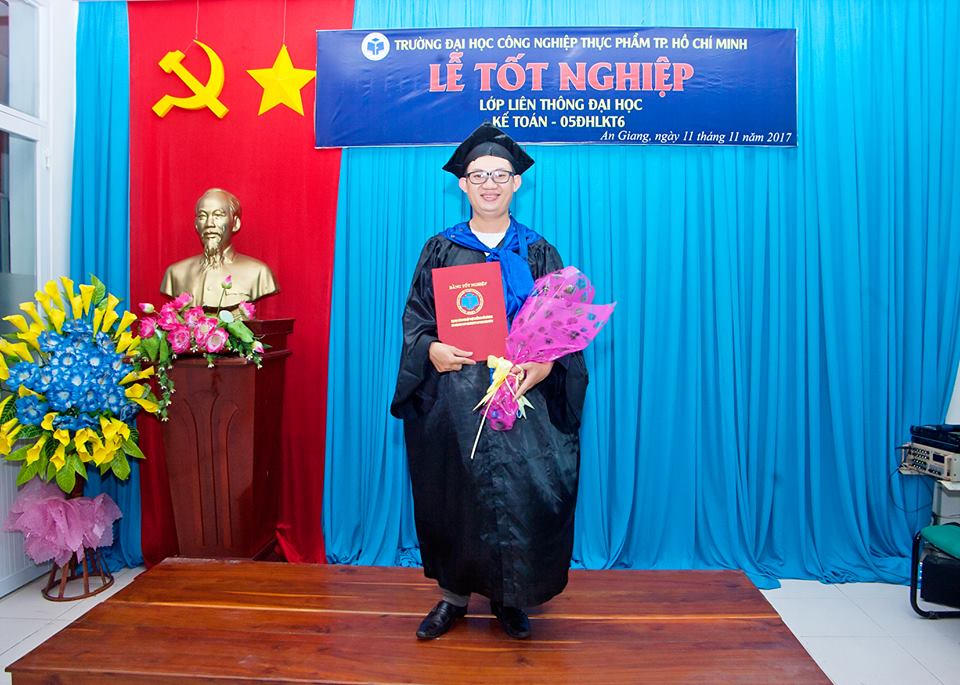 TRƯỜNG ĐẠI HỌC CÔNG NGHIỆP THỰC PHẨM TP. HỒ CHÍ MINH
LỄ TỐT NGHIỆP
LỚP LIÊN THÔNG ĐẠI HỌC
KẾ TOÁN - 05ĐHLKT6
An Giang, ngày 11 tháng 11 năm 2017
BẰNG TỐT NGHIỆP